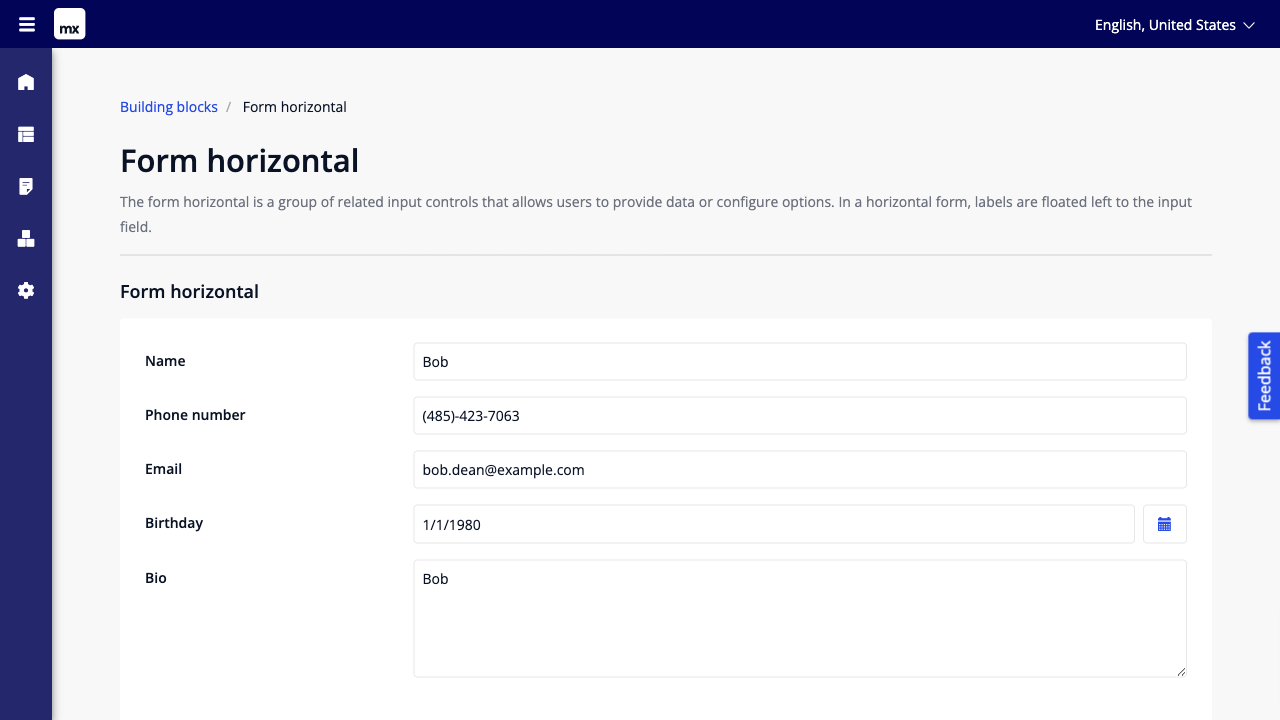 mx
English, United States
Building blocks / Form horizontal
Form horizontal
The form horizontal is a group of related input controls that allows users to provide data or configure options. In a horizontal form, labels are floated left to the input
field.
Form horizontal
Name
Bob
Phone number
(485)-423-7063
Email
bob.dean@example.com
Birthday
1/1/1980
Bio
Bob
Feedback